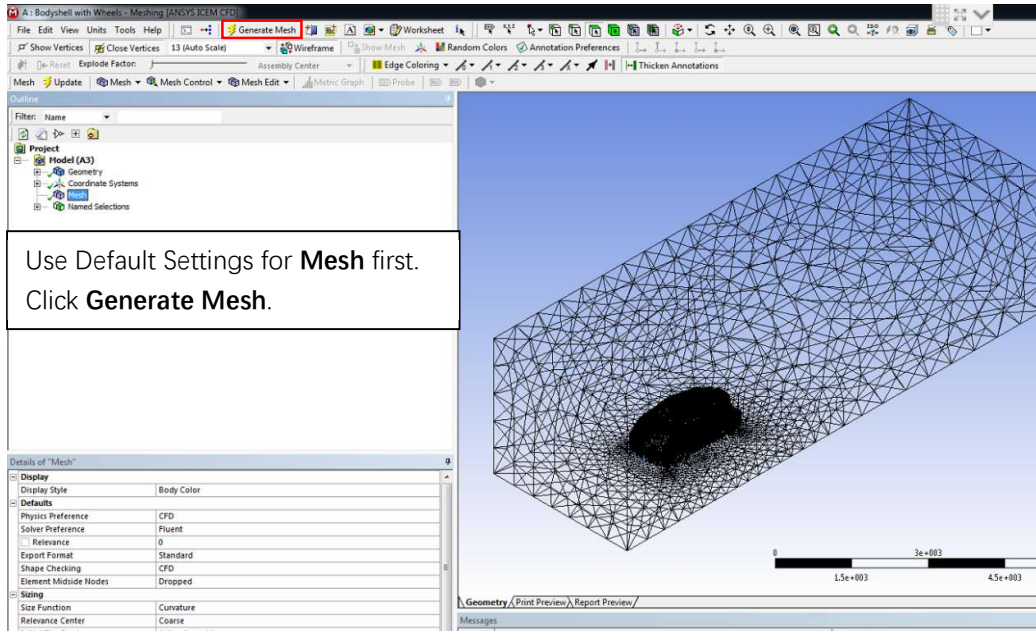 A : Bodyshell with Wheels - Meshing [ANSYS ICEM CFD]
File Edit View Units Tools Help Generate Mesh Worksheet
Show Vertices Close Vertices 13 (Auto Scale) Wireframe Show Mesh Random Colors Annotation Preferences
Reset Explode Factor: Assembly Center Edge Coloring Thicken Annotations
Mesh Update Mesh Mesh Control Mesh Edit Metric Graph Probe
Outline
Filter: Name
Project
Model (A3)
Geometry
Coordinate Systems
Mesh
Named Selections
Use Default Settings for Mesh first.
Click Generate Mesh.
Details of "Mesh"
Display
Display Style Body Color
Defaults
Physics Preference CFD
Solver Preference Fluent
Relevance 0
Export Format Standard
Shape Checking CFD
Element Midside Nodes Dropped
Sizing
Size Function Curvature
Relevance Center Coarse
0 3e+003
1.5e+003 4.5e+003
Geometry Print Preview Report Preview
Messages